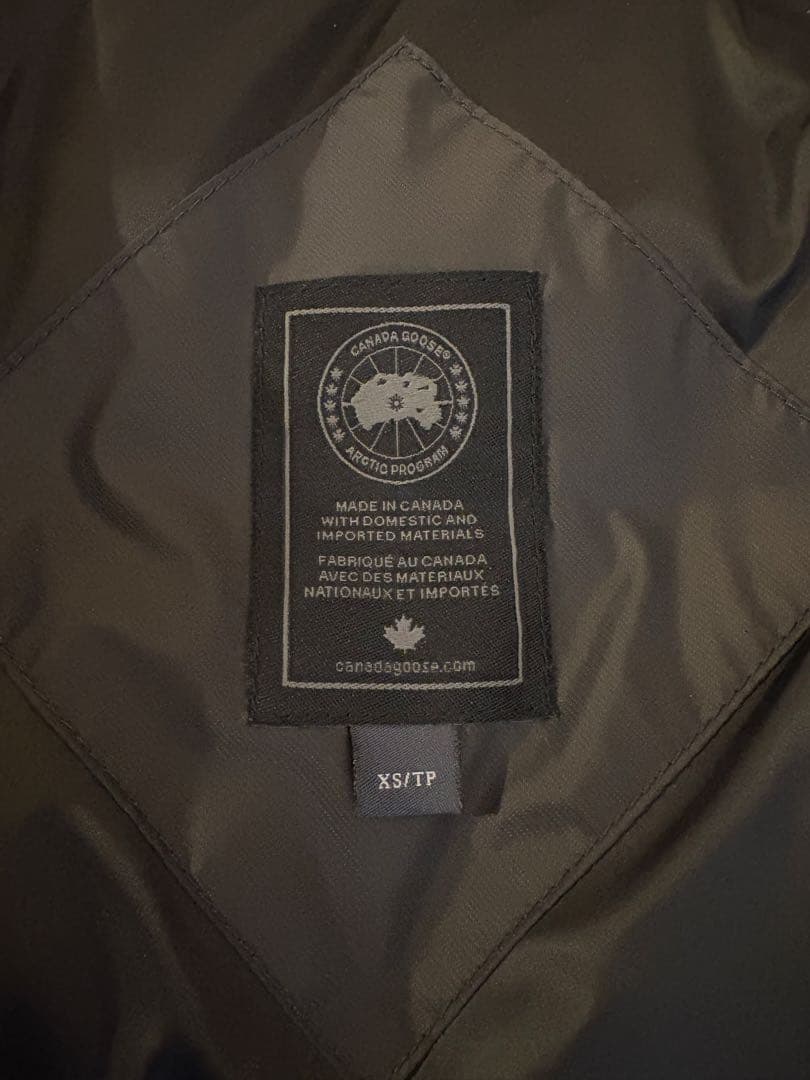 CANADA GOOSE®
ARCTIC PROGRAM
MADE IN CANADA
WITH DOMESTIC AND
IMPORTED MATERIALS
FABRIQUÉ AU CANADA
AVEC DES MATERIAUX
NATIONAUX ET IMPORTÉS
canadagoose.com
XS/TP